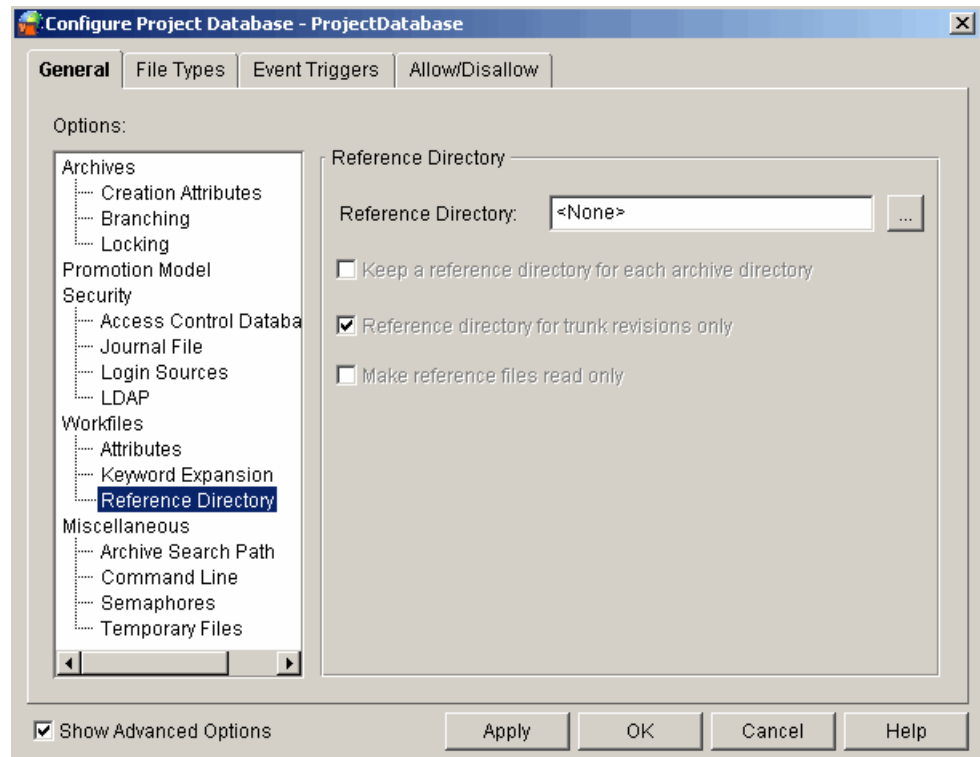 Configure Project Database - ProjectDatabase
General File Types Event Triggers Allow/Disallow
Options:
Archives
Creation Attributes
Branching
Locking
Promotion Model
Security
Access Control Databa
Journal File
Login Sources
LDAP
Workfiles
Attributes
Keyword Expansion
Reference Directory
Miscellaneous
Archive Search Path
Command Line
Semaphores
Temporary Files
Reference Directory
Reference Directory: <None> ...
Keep a reference directory for each archive directory
Reference directory for trunk revisions only
Make reference files read only
Show Advanced Options Apply OK Cancel Help